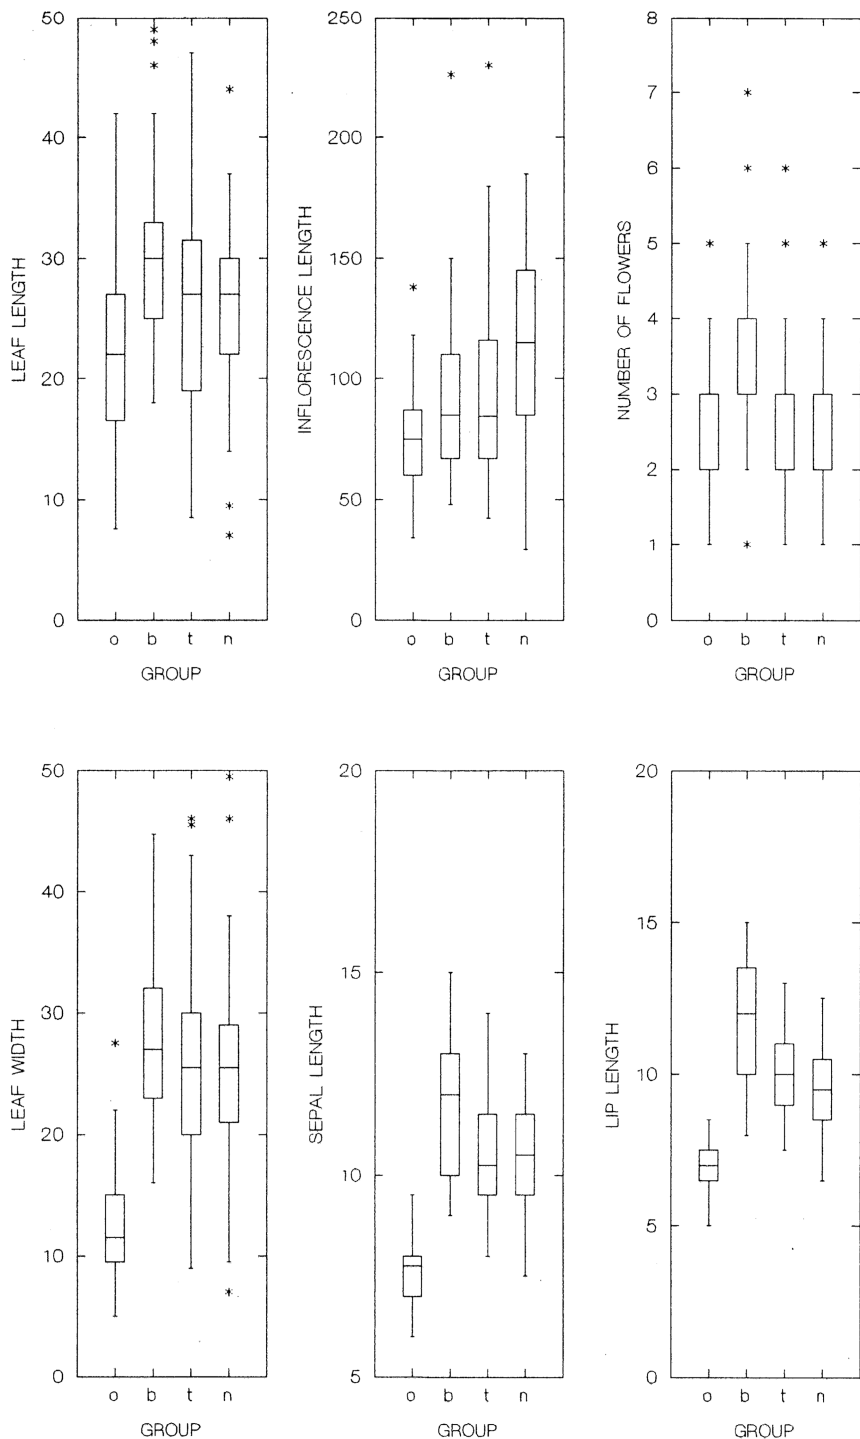 LEAF LENGTH
50
40
30
20
10
0
o b t n
GROUP
INFLORESCENCE LENGTH
250
200
150
100
50
0
o b t n
GROUP
NUMBER OF FLOWERS
8
7
6
5
4
3
2
1
0
o b t n
GROUP
LEAF WIDTH
50
40
30
20
10
0
o b t n
GROUP
SEPAL LENGTH
20
15
10
5
o b t n
GROUP
LIP LENGTH
20
15
10
5
0
o b t n
GROUP